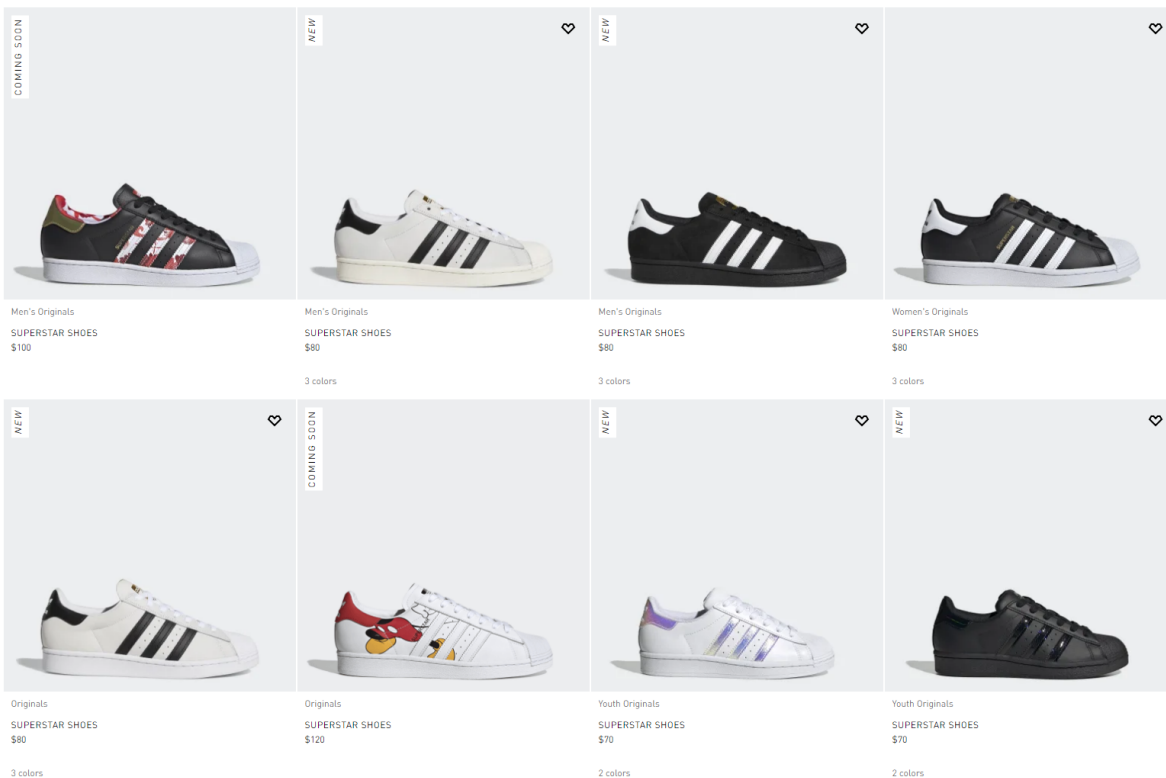 COMING SOON
NEW
NEW
Men's Originals
SUPERSTAR SHOES
$100
Men's Originals
SUPERSTAR SHOES
$80
3 colors
Men's Originals
SUPERSTAR SHOES
$80
3 colors
Women's Originals
SUPERSTAR SHOES
$80
3 colors
NEW
COMING SOON
NEW
NEW
Originals
SUPERSTAR SHOES
$80
3 colors
Originals
SUPERSTAR SHOES
$120
Youth Originals
SUPERSTAR SHOES
$70
2 colors
Youth Originals
SUPERSTAR SHOES
$70
2 colors